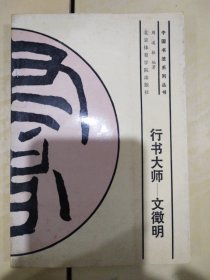 中国书法系列丛书
北京体育学院出版社
行书大师——文徵明